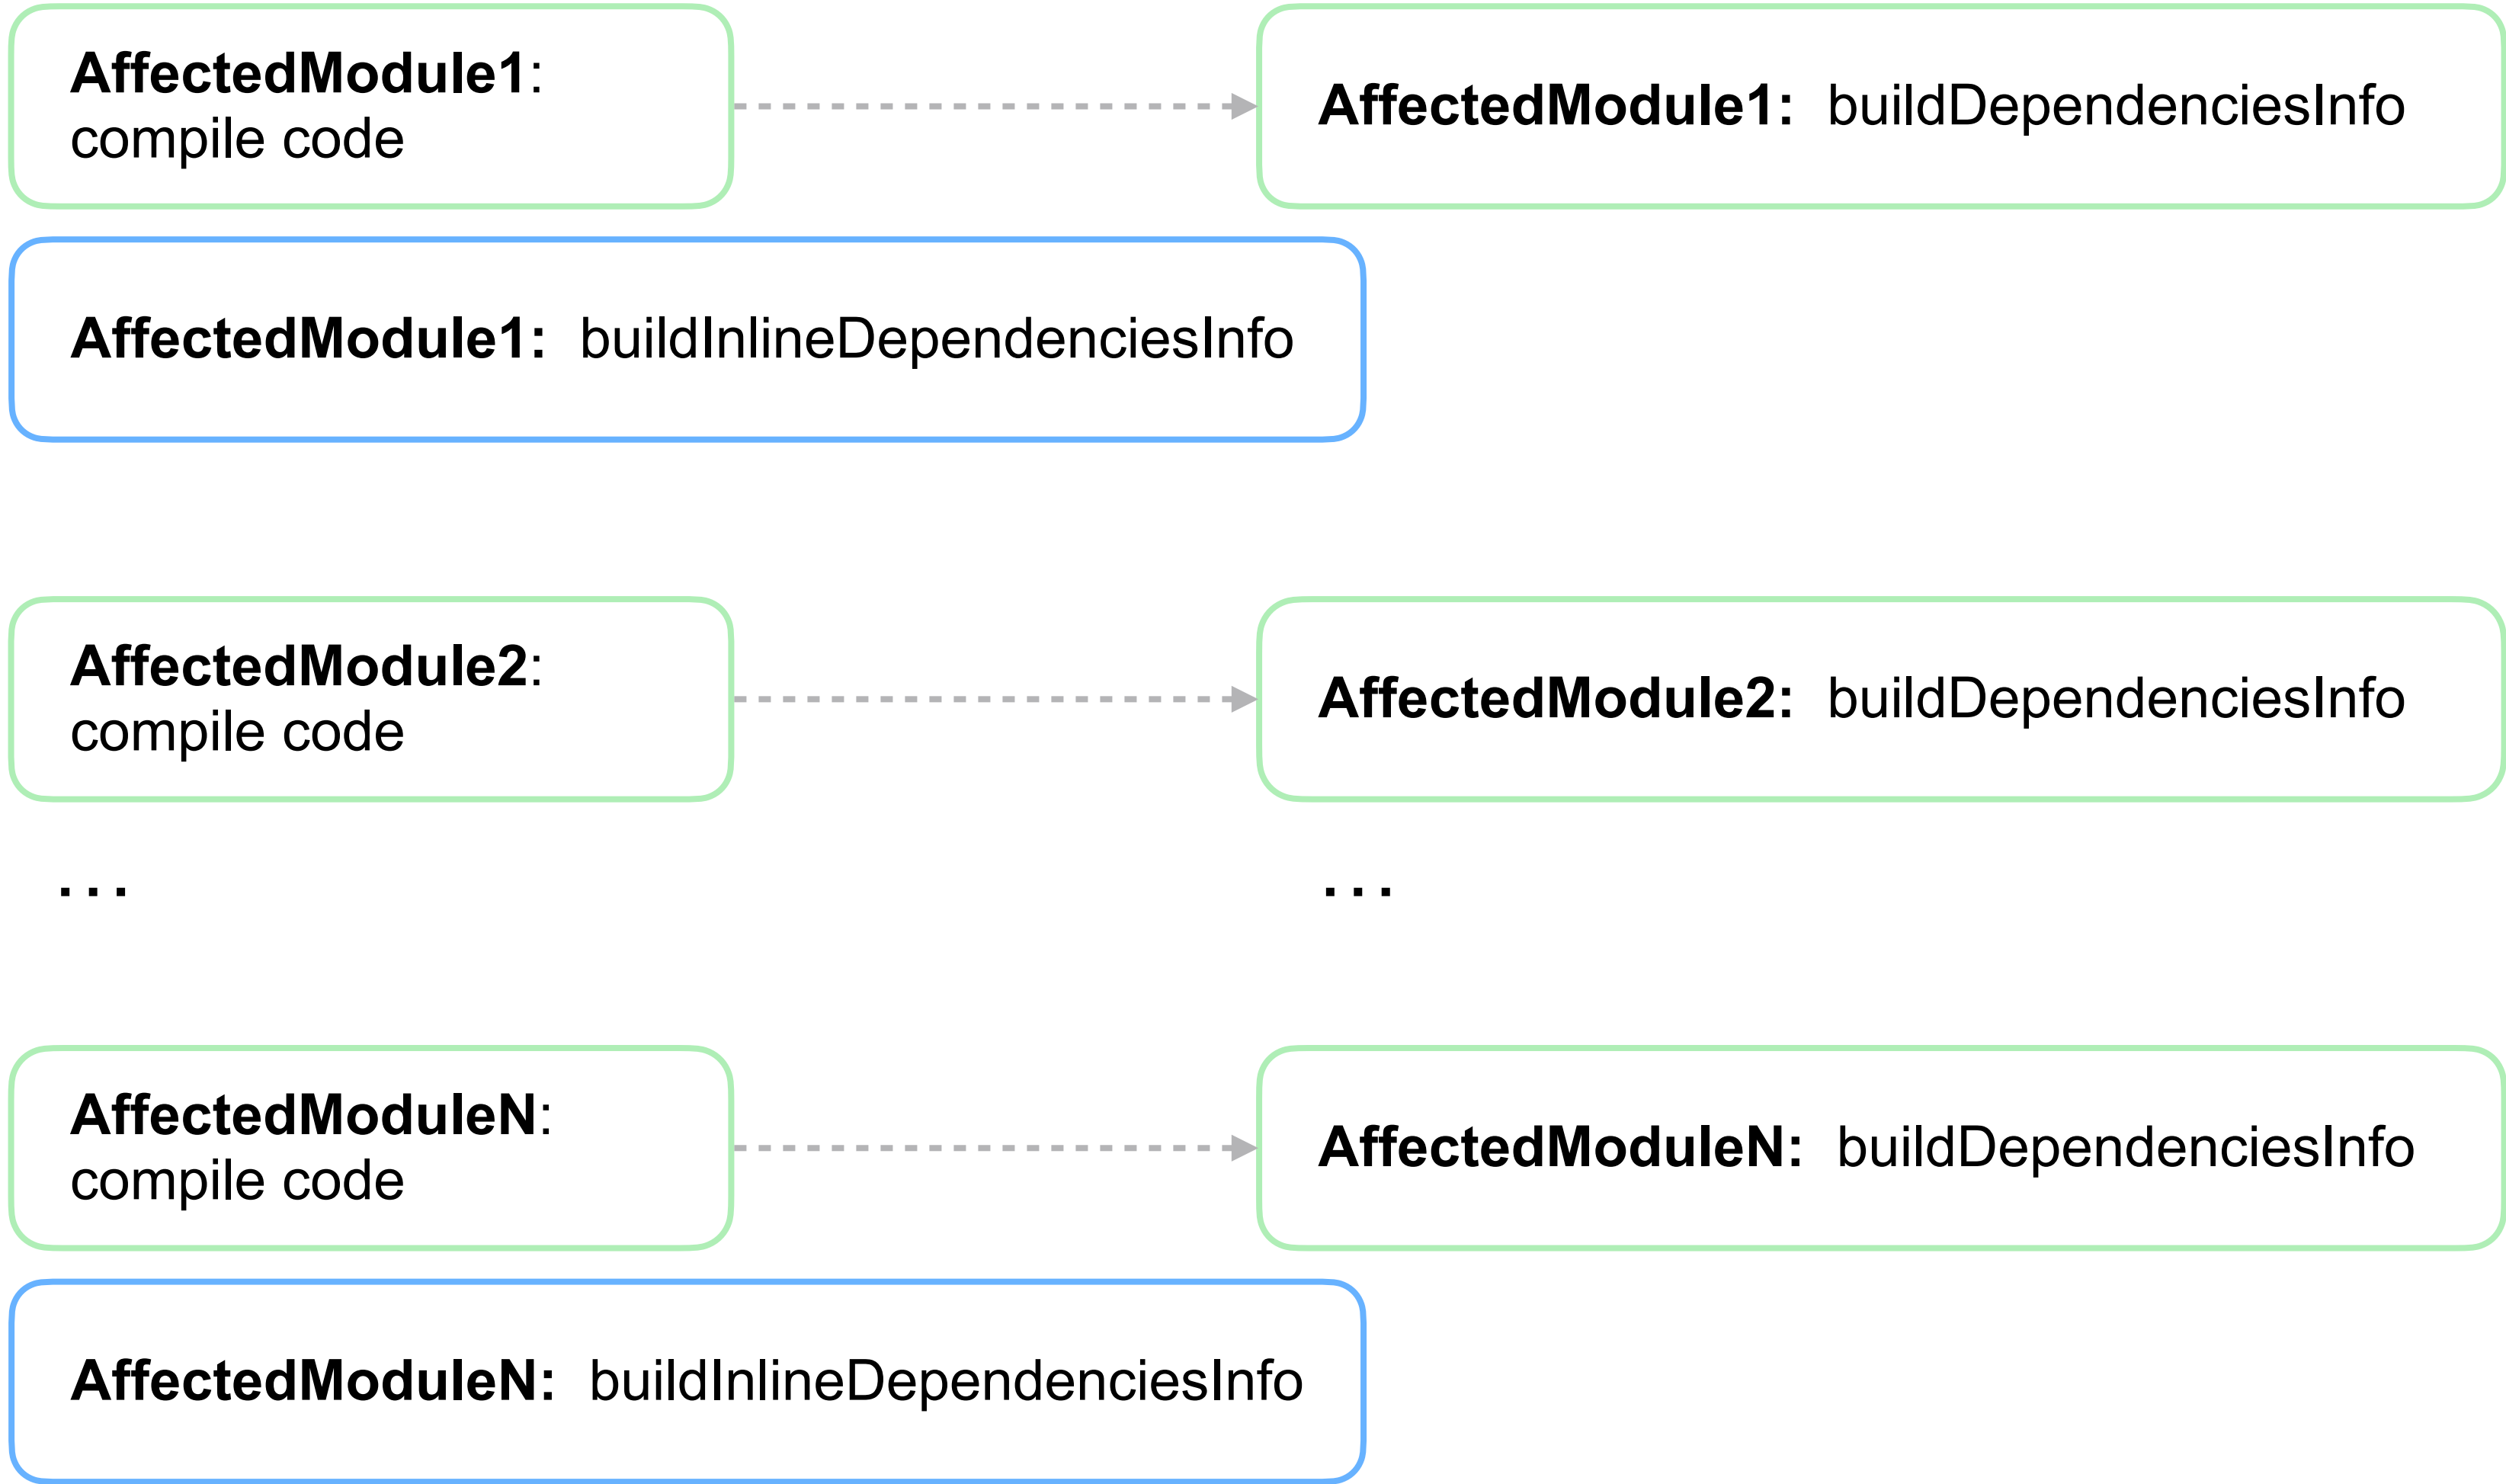 AffectedModule1:
compile code
AffectedModule1: buildDependenciesInfo
AffectedModule1: buildInlineDependenciesInfo
AffectedModule2:
compile code
AffectedModule2: buildDependenciesInfo
...
...
AffectedModuleN:
compile code
AffectedModuleN: buildDependenciesInfo
AffectedModuleN: buildInlineDependenciesInfo